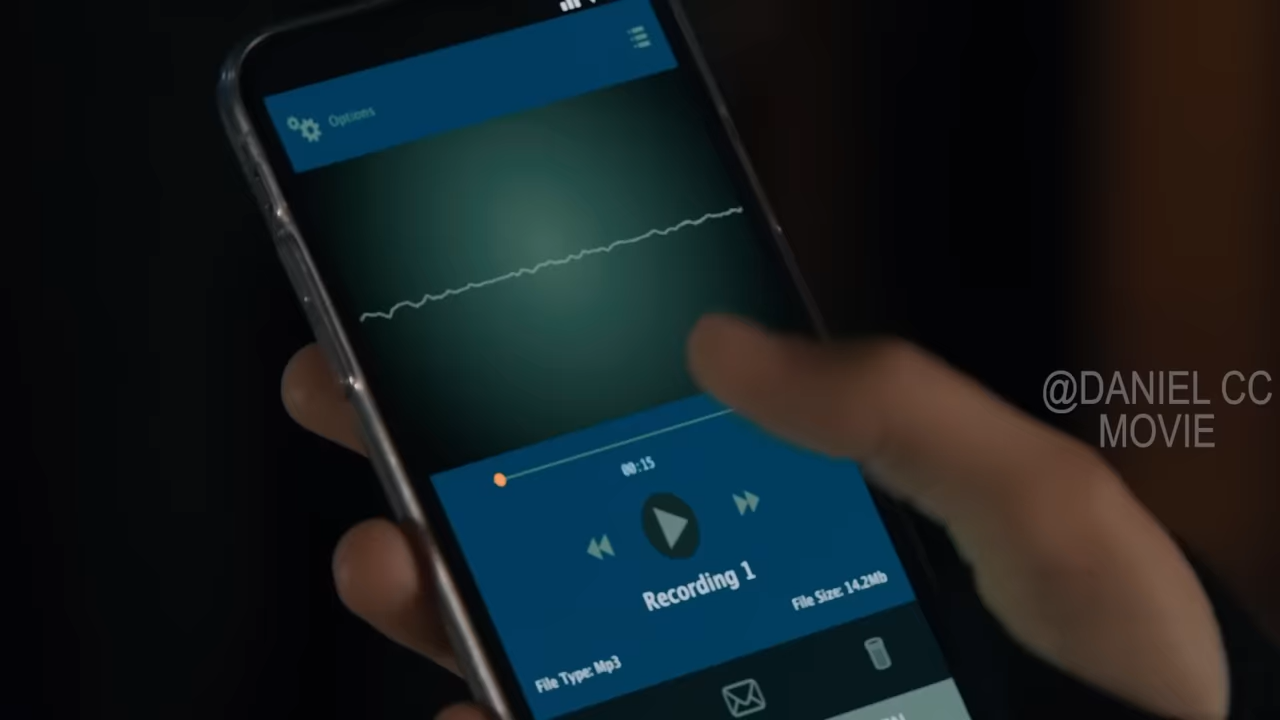 Options
00:15
Recording 1
File Size: 14.2Mb
File Type: Mp3
@DANIEL CC
MOVIE